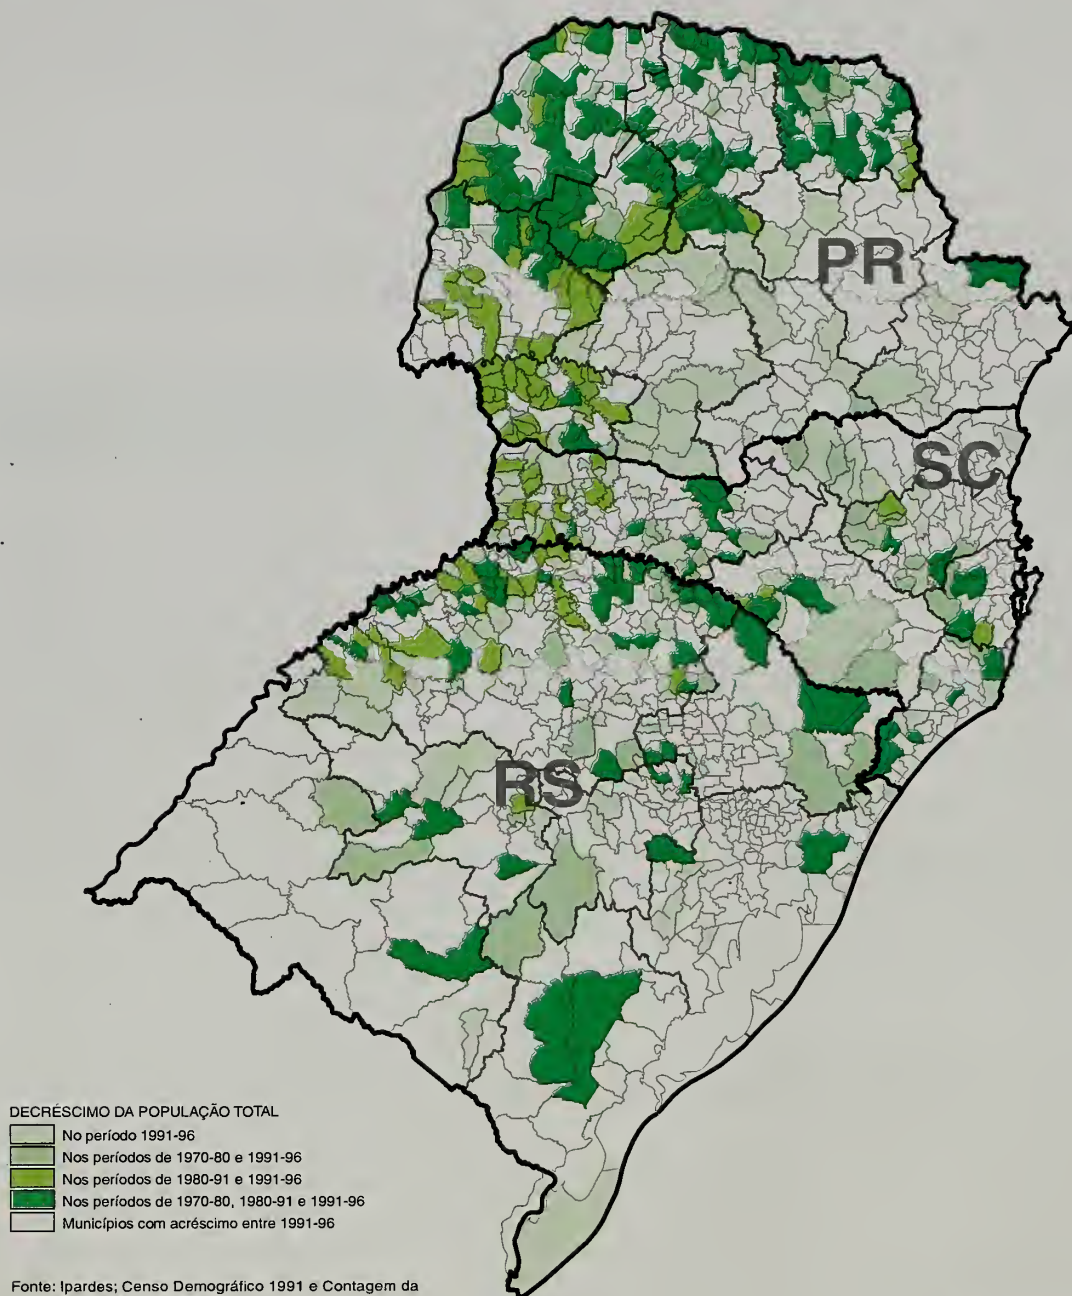 PR
SC
RS
DECRÉSCIMO DA POPULAÇÃO TOTAL
No período 1991-96
Nos períodos de 1970-80 e 1991-96
Nos períodos de 1980-91 e 1991-96
Nos períodos de 1970-80, 1980-91 e 1991-96
Municípios com acréscimo entre 1991-96
Fonte: Ipardes; Censo Demográfico 1991 e Contagem da